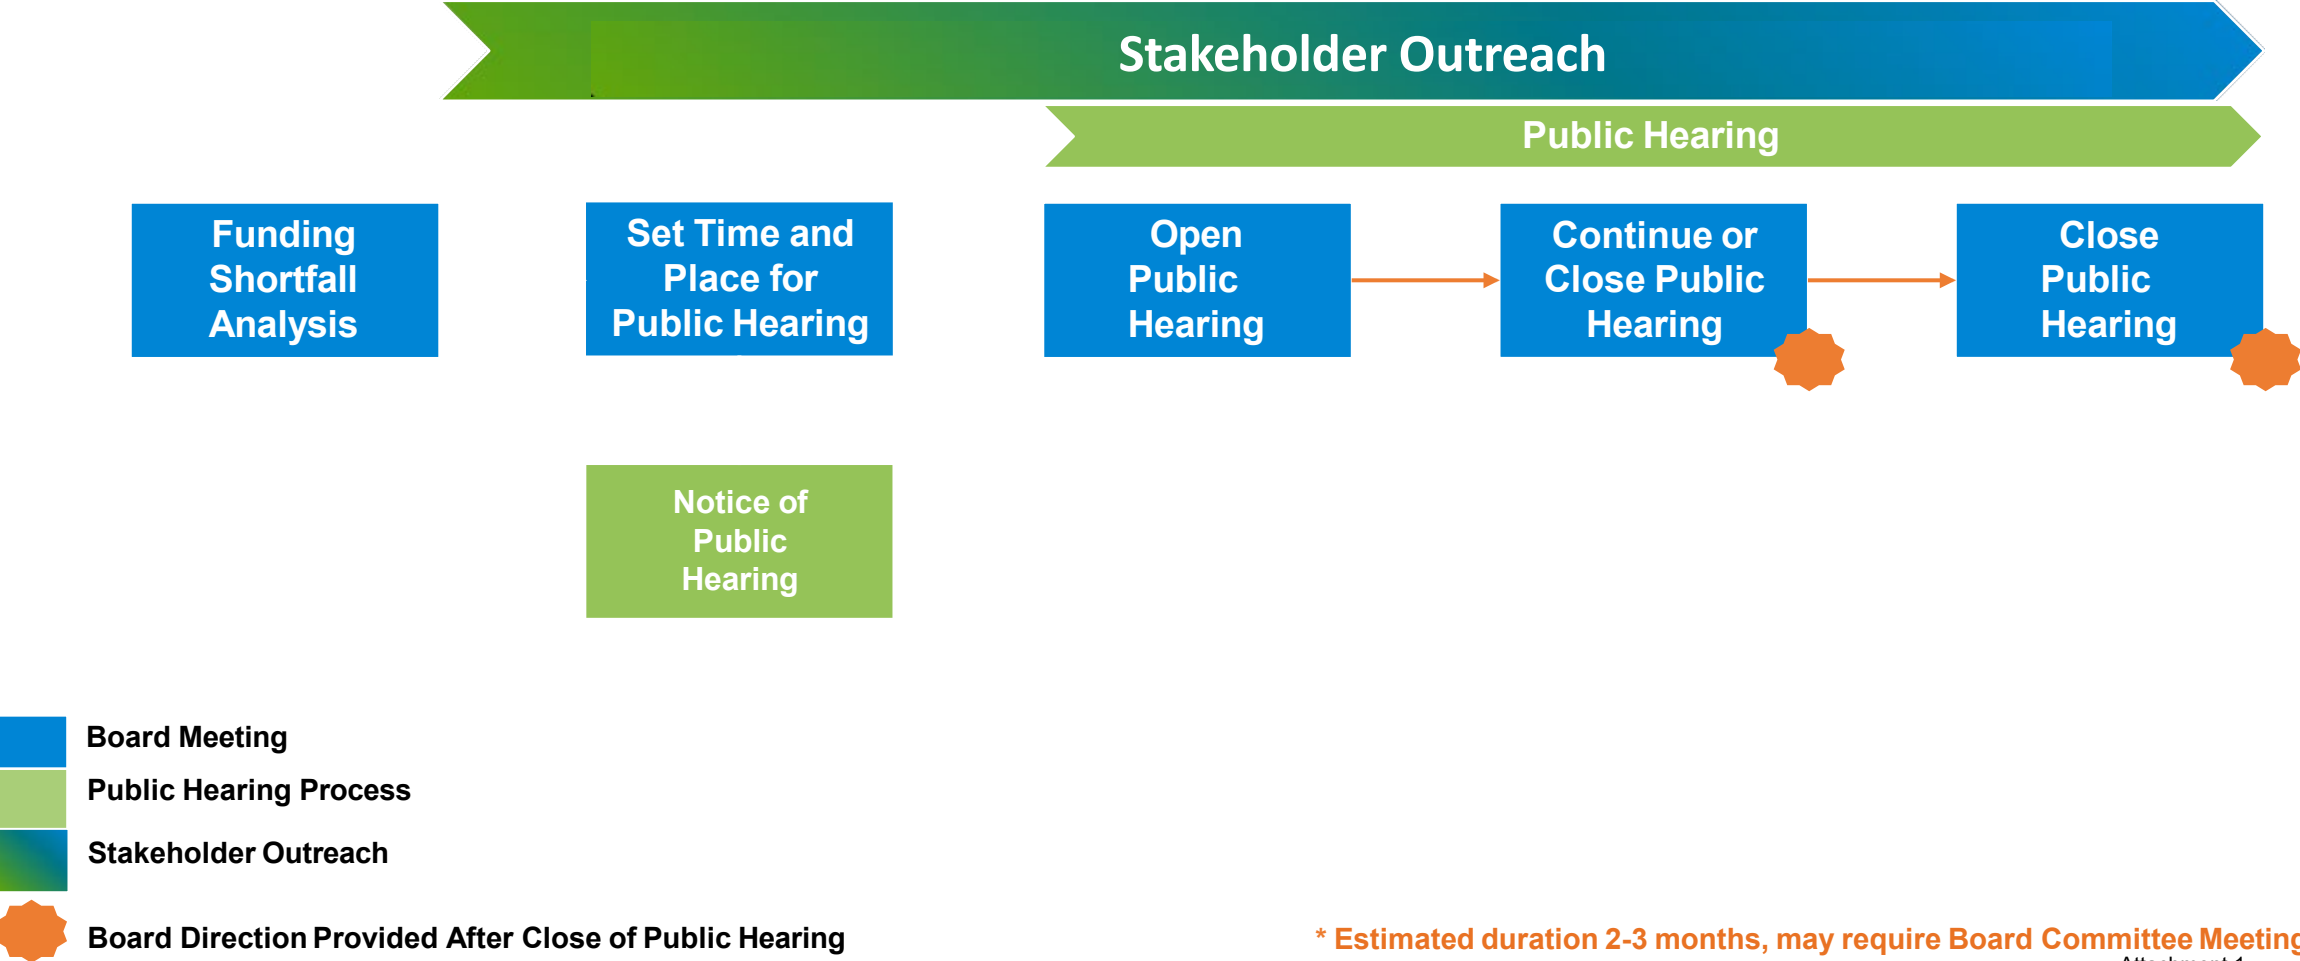 Stakeholder Outreach
Public Hearing
Funding
Shortfall
Analysis
Set Time and
Place for
Public Hearing
Open
Public
Hearing
Continue or
Close Public
Hearing
Close
Public
Hearing
Notice of
Public
Hearing
Board Meeting
Public Hearing Process
Stakeholder Outreach
Board Direction Provided After Close of Public Hearing
* Estimated duration 2-3 months, may require Board Committee Meeting